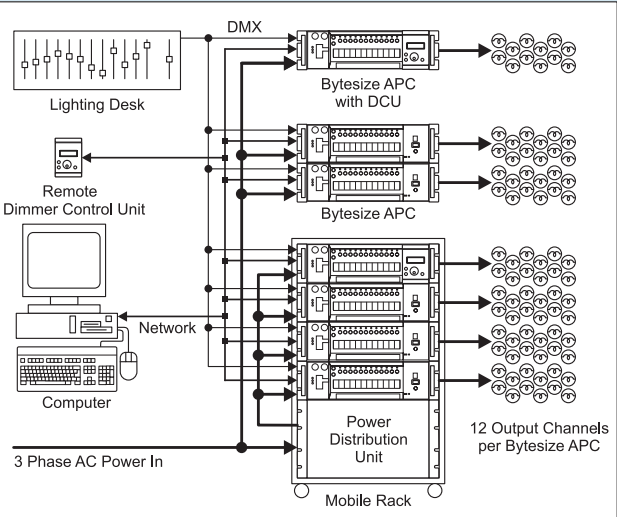 DMX
Lighting Desk
Bytesize APC
with DCU
Remote
Dimmer Control Unit
Bytesize APC
Network
Computer
Power
Distribution
Unit
12 Output Channels
per Bytesize APC
3 Phase AC Power In
Mobile Rack